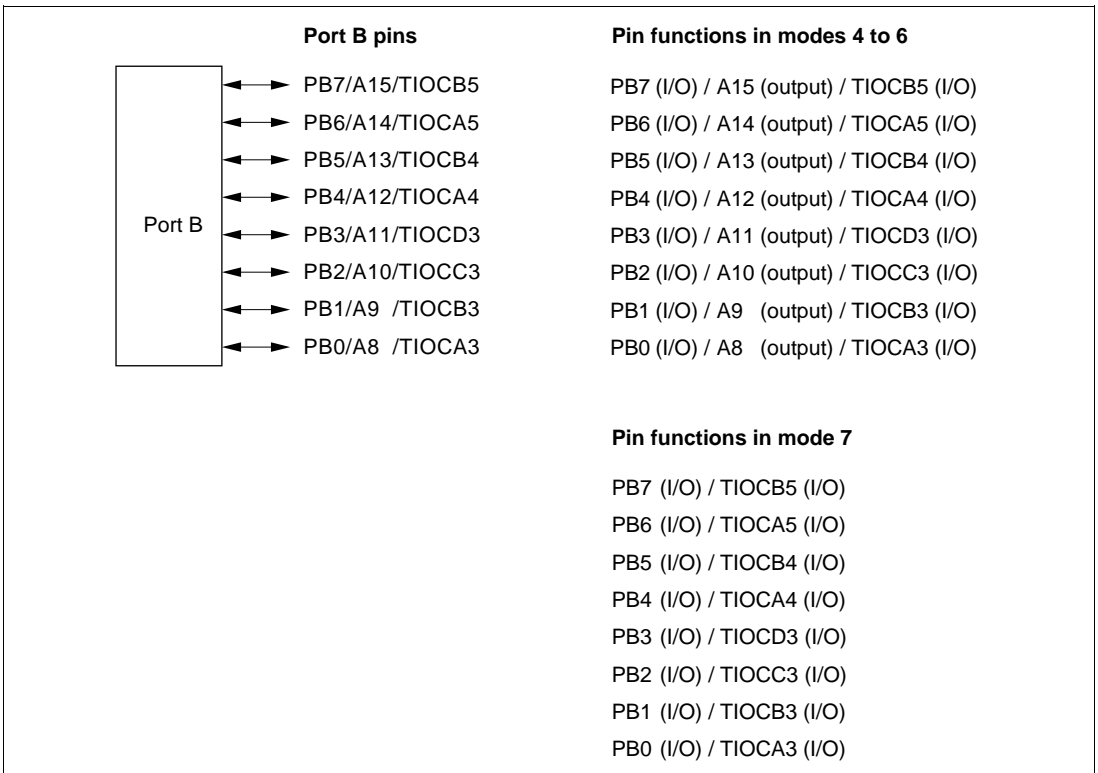 Port B pins
Pin functions in modes 4 to 6
Port B
PB7/A15/TIOCB5
PB7 (I/O) / A15 (output) / TIOCB5 (I/O)
PB6/A14/TIOCA5
PB6 (I/O) / A14 (output) / TIOCA5 (I/O)
PB5/A13/TIOCB4
PB5 (I/O) / A13 (output) / TIOCB4 (I/O)
PB4/A12/TIOCA4
PB4 (I/O) / A12 (output) / TIOCA4 (I/O)
PB3/A11/TIOCD3
PB3 (I/O) / A11 (output) / TIOCD3 (I/O)
PB2/A10/TIOCC3
PB2 (I/O) / A10 (output) / TIOCC3 (I/O)
PB1/A9 /TIOCB3
PB1 (I/O) / A9 (output) / TIOCB3 (I/O)
PB0/A8 /TIOCA3
PB0 (I/O) / A8 (output) / TIOCA3 (I/O)
Pin functions in mode 7
PB7 (I/O) / TIOCB5 (I/O)
PB6 (I/O) / TIOCA5 (I/O)
PB5 (I/O) / TIOCB4 (I/O)
PB4 (I/O) / TIOCA4 (I/O)
PB3 (I/O) / TIOCD3 (I/O)
PB2 (I/O) / TIOCC3 (I/O)
PB1 (I/O) / TIOCB3 (I/O)
PB0 (I/O) / TIOCA3 (I/O)